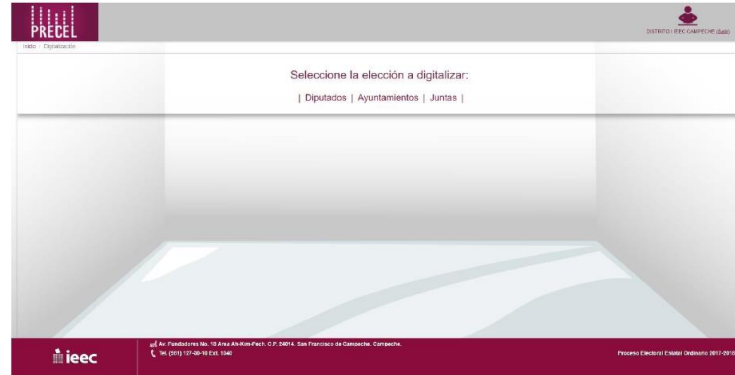 PRECEL
DISTRITO I IEEC CAMPECHE
Inicio / Digitalización
Seleccione la elección a digitalizar:
| Diputados | Ayuntamientos | Juntas |
ieec
Av. Fundadores No. 18 Area Ah-Kim-Pech. C.P. 24014. San Francisco de Campeche. Campeche.
Tel. (981) 127-30-10 Ext. 1040
Proceso Electoral Estatal Ordinario 2017-2018